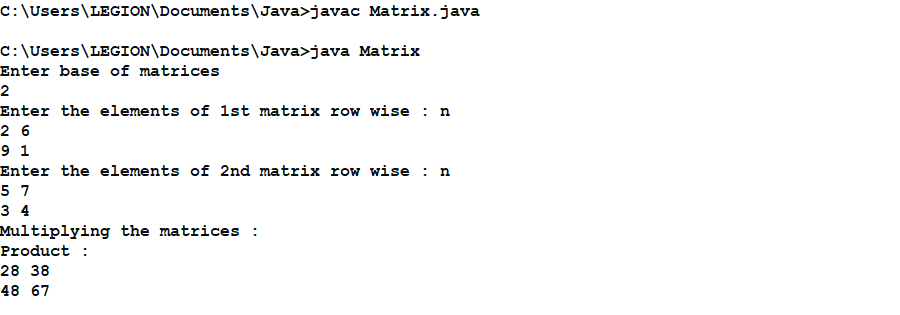 C:\Users\LEGION\Documents\Java>javac Matrix.java
C:\Users\LEGION\Documents\Java>java Matrix
Enter base of matrices
2
Enter the elements of 1st matrix row wise : n
2 6
9 1
Enter the elements of 2nd matrix row wise : n
5 7
3 4
Multiplying the matrices :
Product :
28 38
48 67